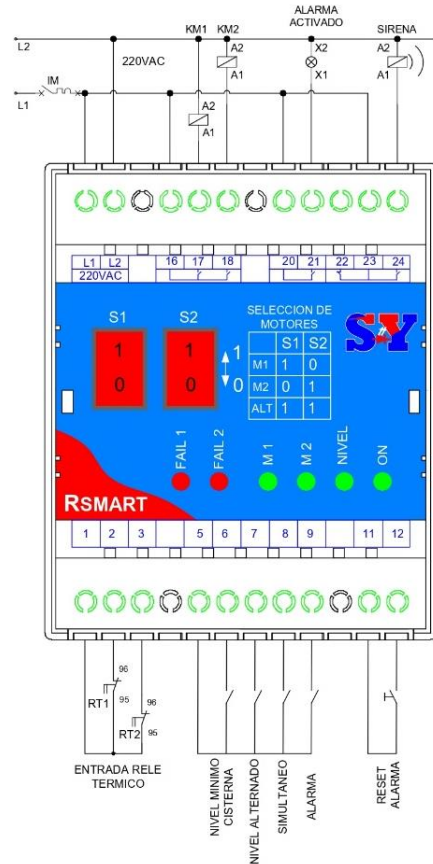 ALARMA
ACTIVADO
KM1 KM2 SIRENA
L2
A2
A1
X2
X1
A2
A1
220VAC
L1
IM
A2
A1
L1 L2 16 17 18 20 21 22 23 24
220VAC
S1 S2
1 1
0 0
1
0
SELECCION DE
MOTORES
S1 S2
M1 1 0
M2 0 1
ALT 1 1
SY
FAIL 1
FAIL 2
M 1
M 2
NIVEL
ON
RSMART
1 2 3 5 6 7 8 9 11 12
RT1
96
95
RT2
96
95
ENTRADA RELE
TERMICO
NIVEL MINIMO
CISTERNA
NIVEL ALTERNADO
SIMULTANEO
ALARMA
RESET
ALARMA